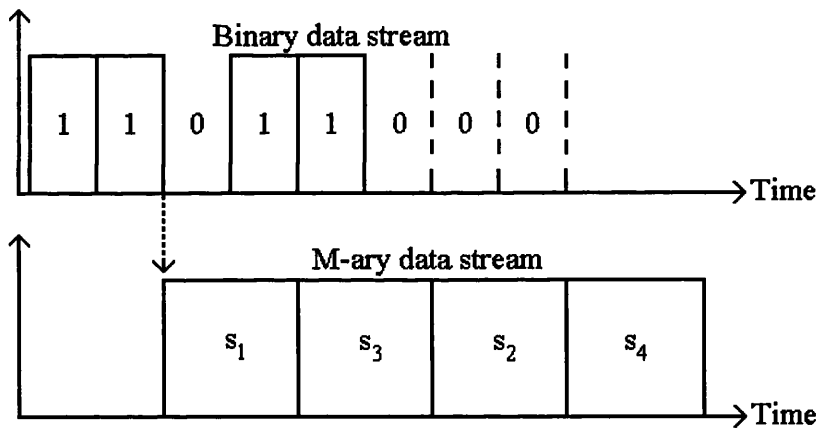 Binary data stream
1 1 0 1 1 0 0 0
Time
M-ary data stream
s₁ s₃ s₂ s₄
Time